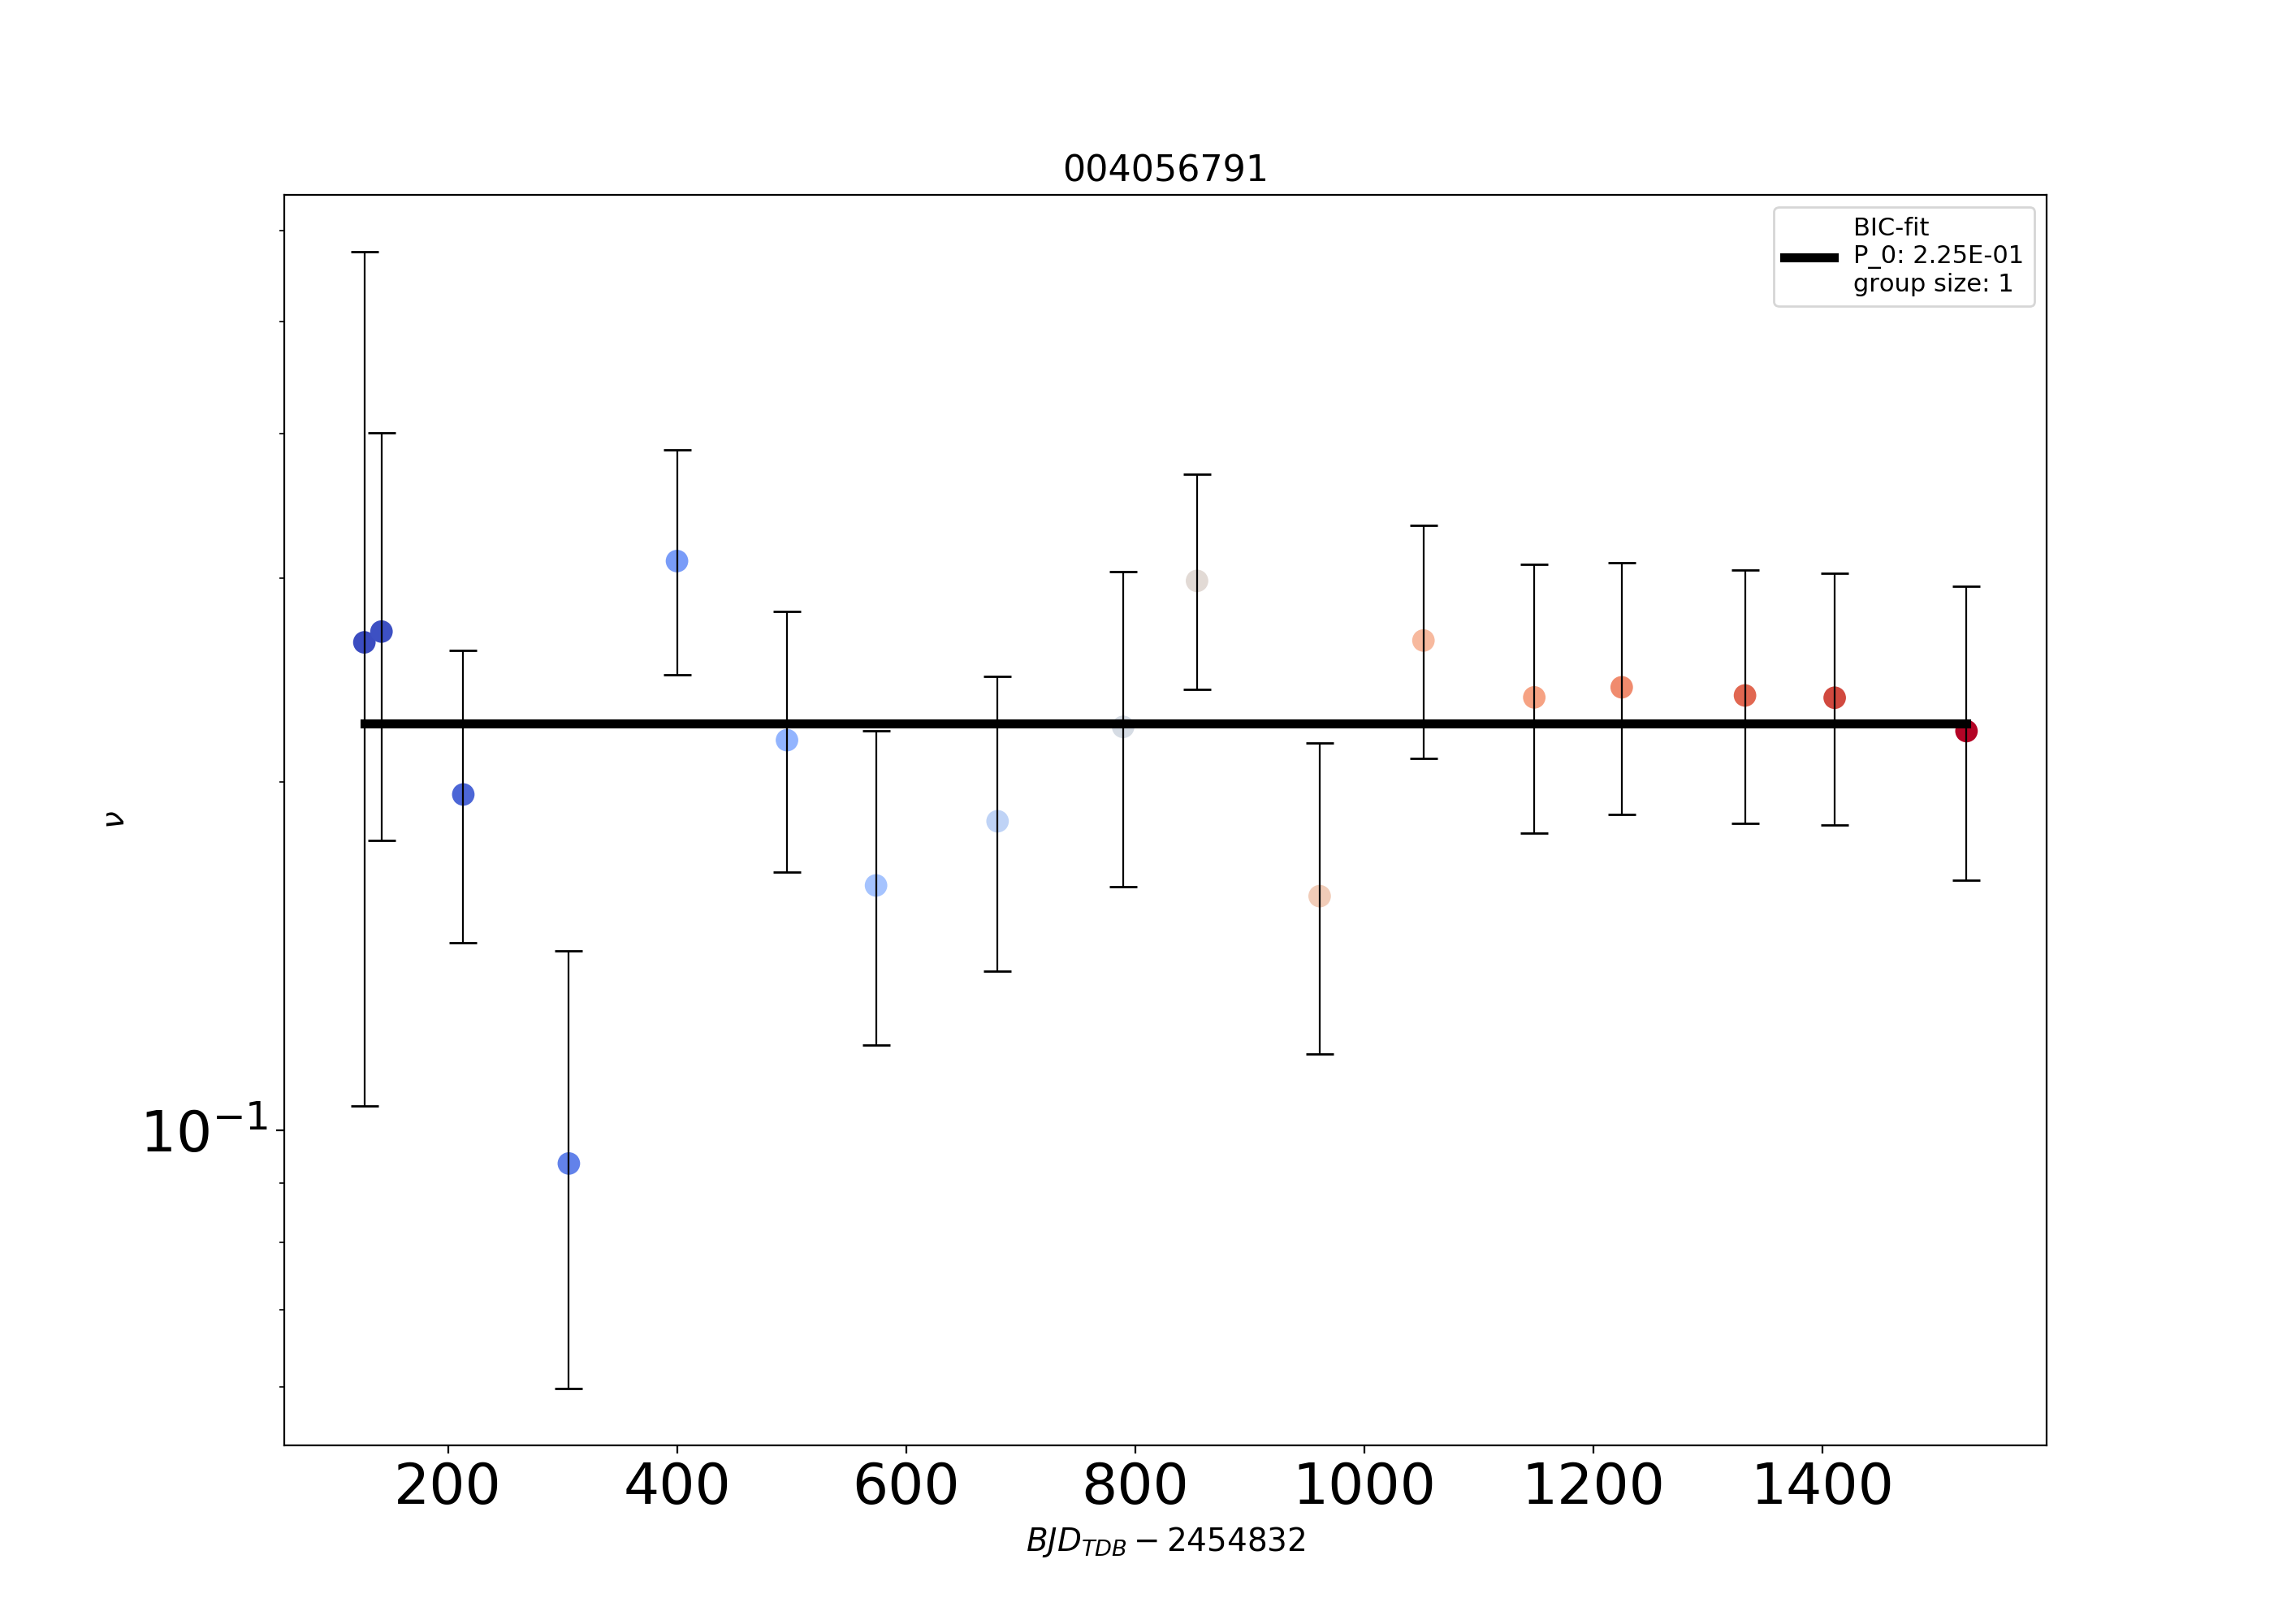 004056791
BIC-fit
P_0: 2.25E-01
group size: 1
ν
10⁻¹
200 400 600 800 1000 1200 1400
BJD_TDB − 2454832